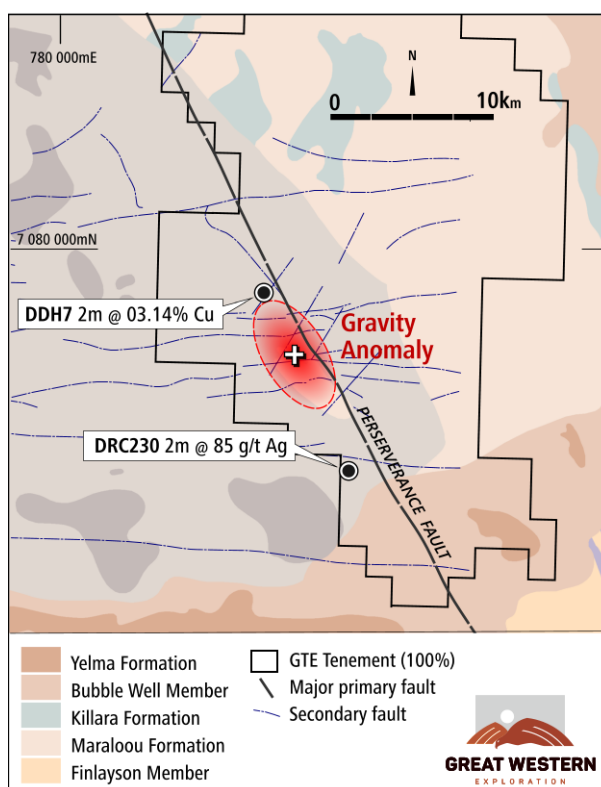 780 000mE
N
0 10km
7 080 000mN
DDH7 2m @ 03.14% Cu
Gravity
Anomaly
DRC230 2m @ 85 g/t Ag
PERSERVERANCE FAULT
Yelma Formation
Bubble Well Member
Killara Formation
Maraloou Formation
Finlayson Member
GTE Tenement (100%)
Major primary fault
Secondary fault
GREAT WESTERN
EXPLORATION